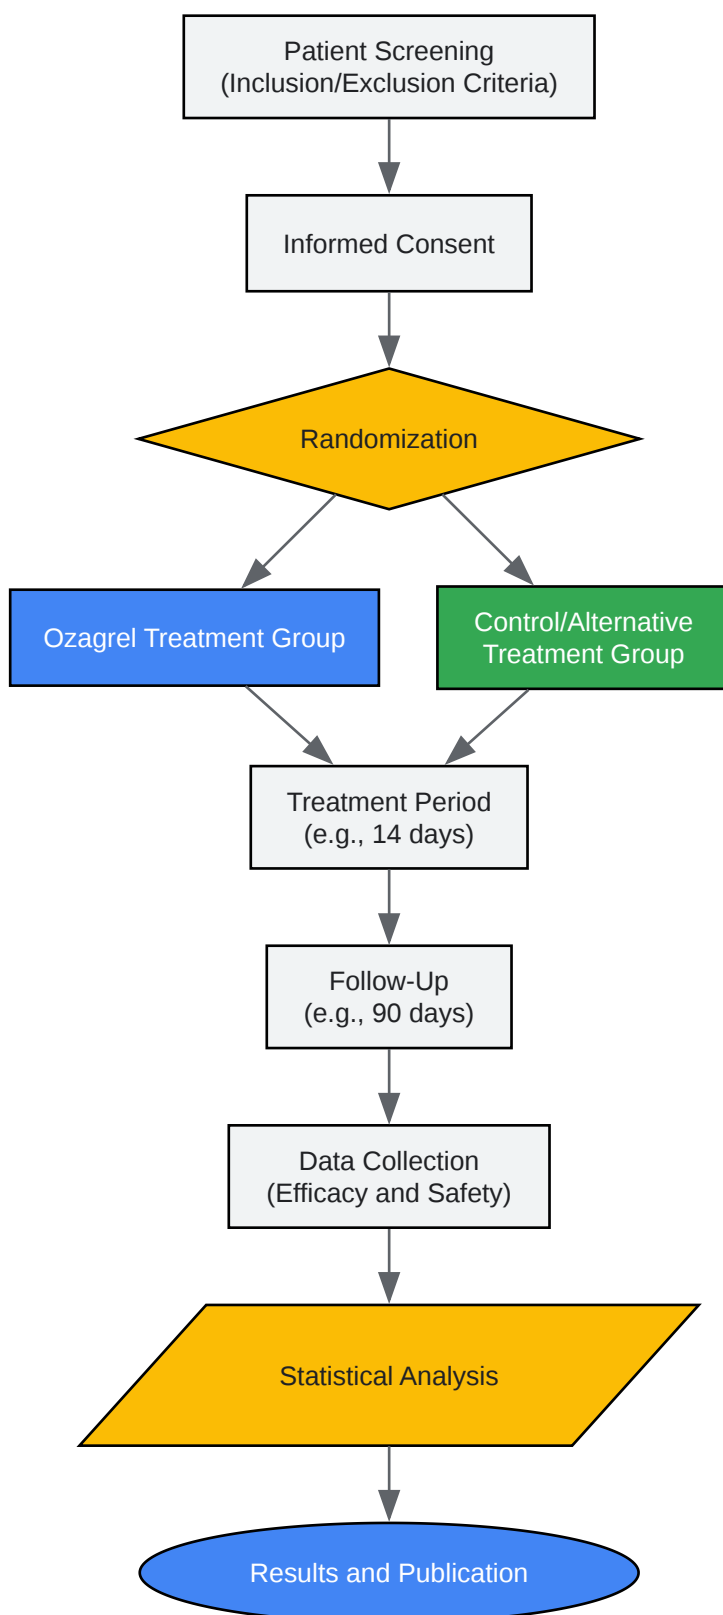 Patient Screening
(Inclusion/Exclusion Criteria)
Informed Consent
Randomization
Ozagrel Treatment Group
Control/Alternative
Treatment Group
Treatment Period
(e.g., 14 days)
Follow-Up
(e.g., 90 days)
Data Collection
(Efficacy and Safety)
Statistical Analysis
Results and Publication